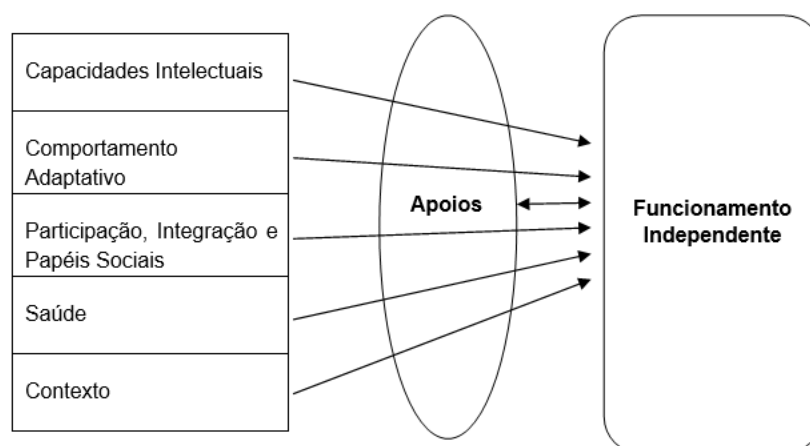 Capacidades Intelectuais
Comportamento
Adaptativo
Participação, Integração e
Papéis Sociais
Saúde
Contexto
Apoios
Funcionamento
Independente